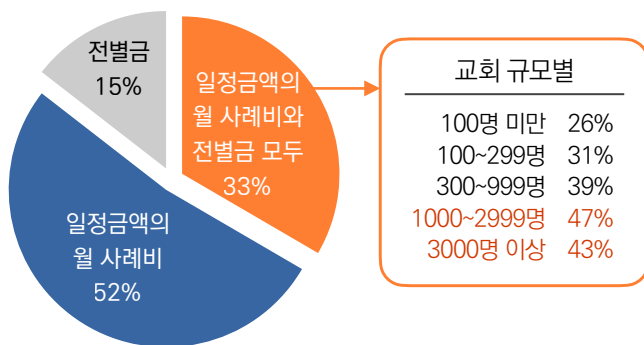 전별금
15%
일정금액의
월 사례비와
전별금 모두
33%
일정금액의
월 사례비
52%
교회 규모별
100명 미만 26%
100~299명 31%
300~999명 39%
1000~2999명 47%
3000명 이상 43%